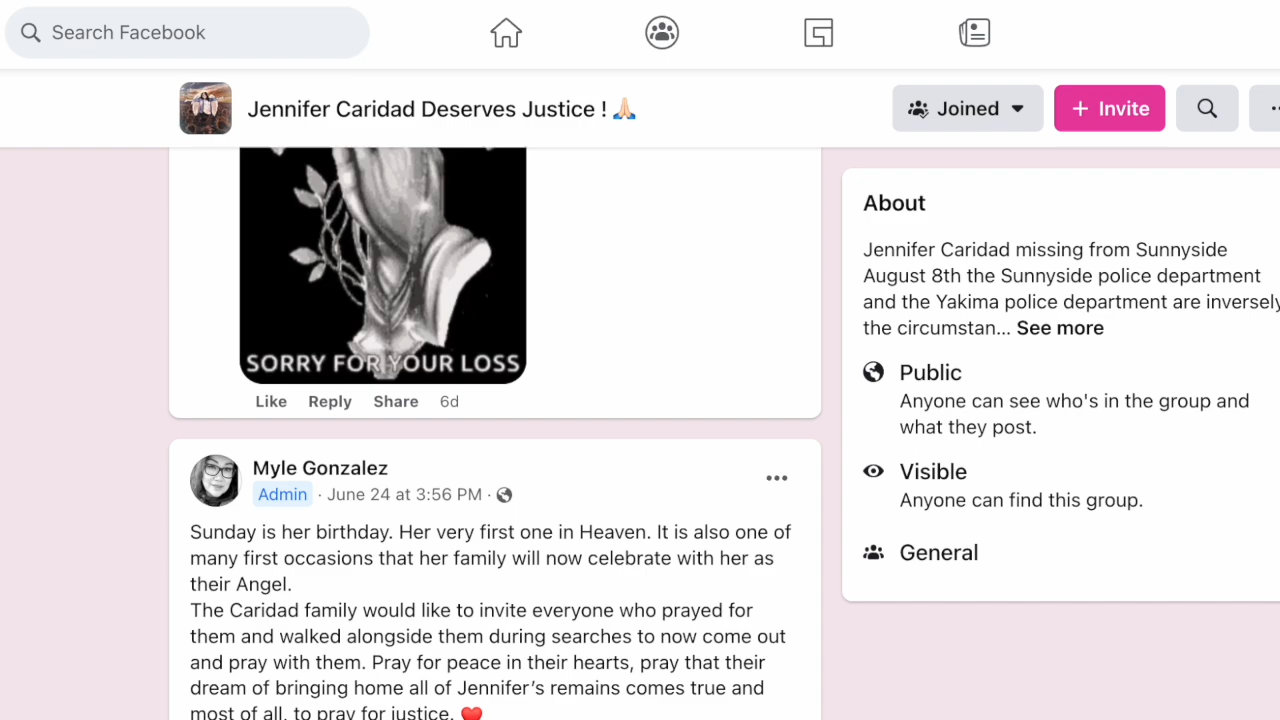 Search Facebook
Jennifer Caridad Deserves Justice ! 🙏🏻
Joined
+ Invite
SORRY FOR YOUR LOSS
Like Reply Share 6d
Myle Gonzalez
Admin · June 24 at 3:56 PM ·
Sunday is her birthday. Her very first one in Heaven. It is also one of
many first occasions that her family will now celebrate with her as
their Angel.
The Caridad family would like to invite everyone who prayed for
them and walked alongside them during searches to now come out
and pray with them. Pray for peace in their hearts, pray that their
dream of bringing home all of Jennifer’s remains comes true and
most of all, to pray for justice. ❤️
About
Jennifer Caridad missing from Sunnyside
August 8th the Sunnyside police department
and the Yakima police department are inversely
the circumstan... See more
Public
Anyone can see who's in the group and
what they post.
Visible
Anyone can find this group.
General